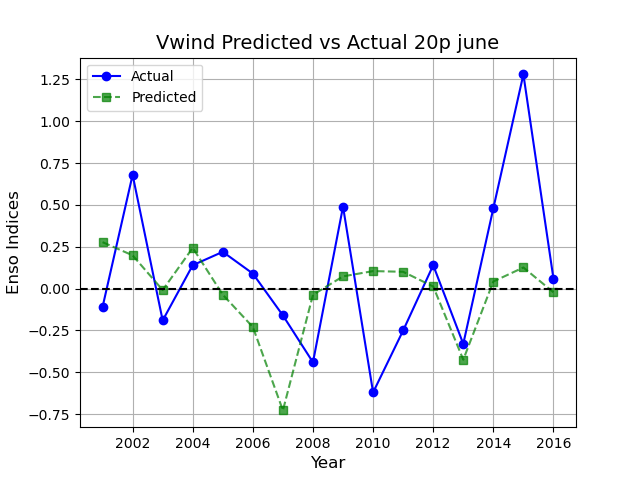 Vwind Predicted vs Actual 20p june
Actual
Predicted
1.25
1.00
0.75
0.50
0.25
0.00
−0.25
−0.50
−0.75
Enso Indices
2002 2004 2006 2008 2010 2012 2014 2016
Year